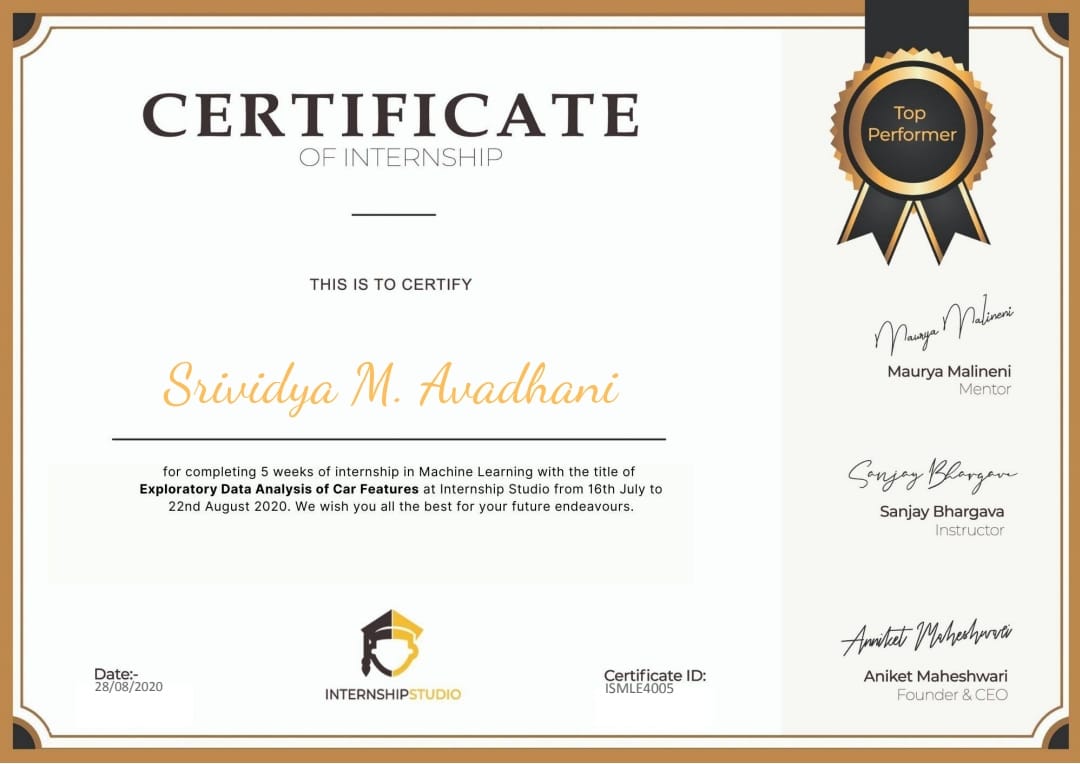 CERTIFICATE
OF INTERNSHIP
THIS IS TO CERTIFY
Srividya M. Avadhani
for completing 5 weeks of internship in Machine Learning with the title of
Exploratory Data Analysis of Car Features at Internship Studio from 16th July to
22nd August 2020. We wish you all the best for your future endeavours.
Date:-
28/08/2020
INTERNSHIPSTUDIO
Certificate ID:
ISMLE4005
Top
Performer
Maurya Malineni
Maurya Malineni
Mentor
Sanjay Bhargava
Sanjay Bhargava
Instructor
Anniket Maheshwari
Aniket Maheshwari
Founder & CEO